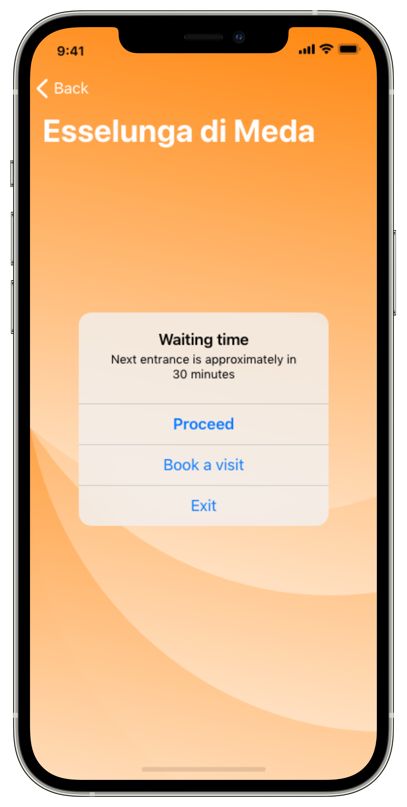 9:41
Back
Esselunga di Meda
Waiting time
Next entrance is approximately in
30 minutes
Proceed
Book a visit
Exit